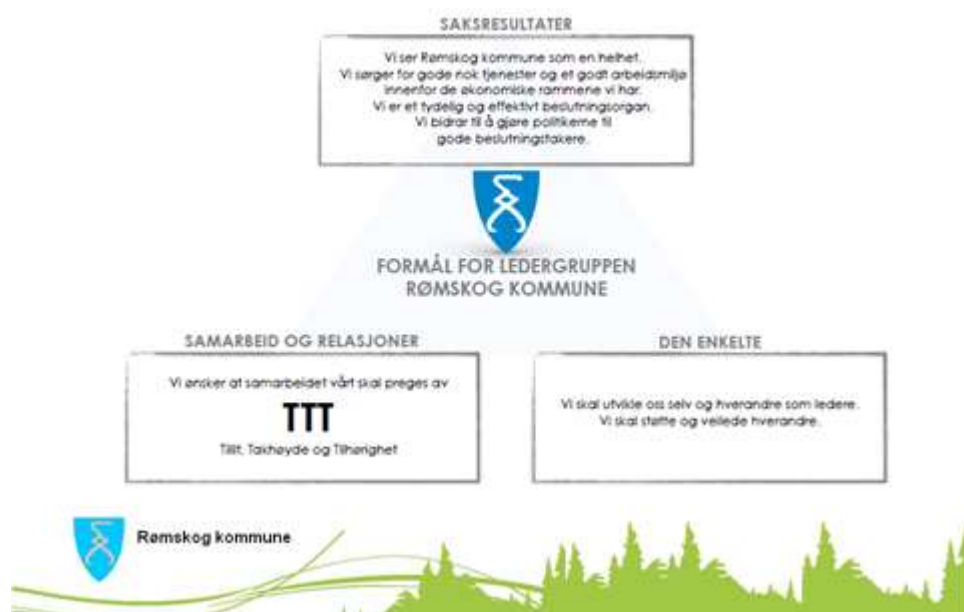 SAKSRESULTATER
Vi ser Rømskog kommune som en helhet.
Vi sørger for gode nok tjenester og et godt arbeidsmiljø
innenfor de økonomiske rammene vi har.
Vi er et tydelig og effektivt beslutningsorgan.
Vi bidrar til å gjøre politikerne til
gode beslutningstakere.
FORMÅL FOR LEDERGRUPPEN
RØMSKOG KOMMUNE
SAMARBEID OG RELASJONER
Vi ønsker at samarbeidet vårt skal preges av
TTT
Tillit, Takhøyde og Tilhørighet
DEN ENKELTE
Vi skal utvikle oss selv og hverandre som ledere.
Vi skal støtte og veilede hverandre.
Rømskog kommune